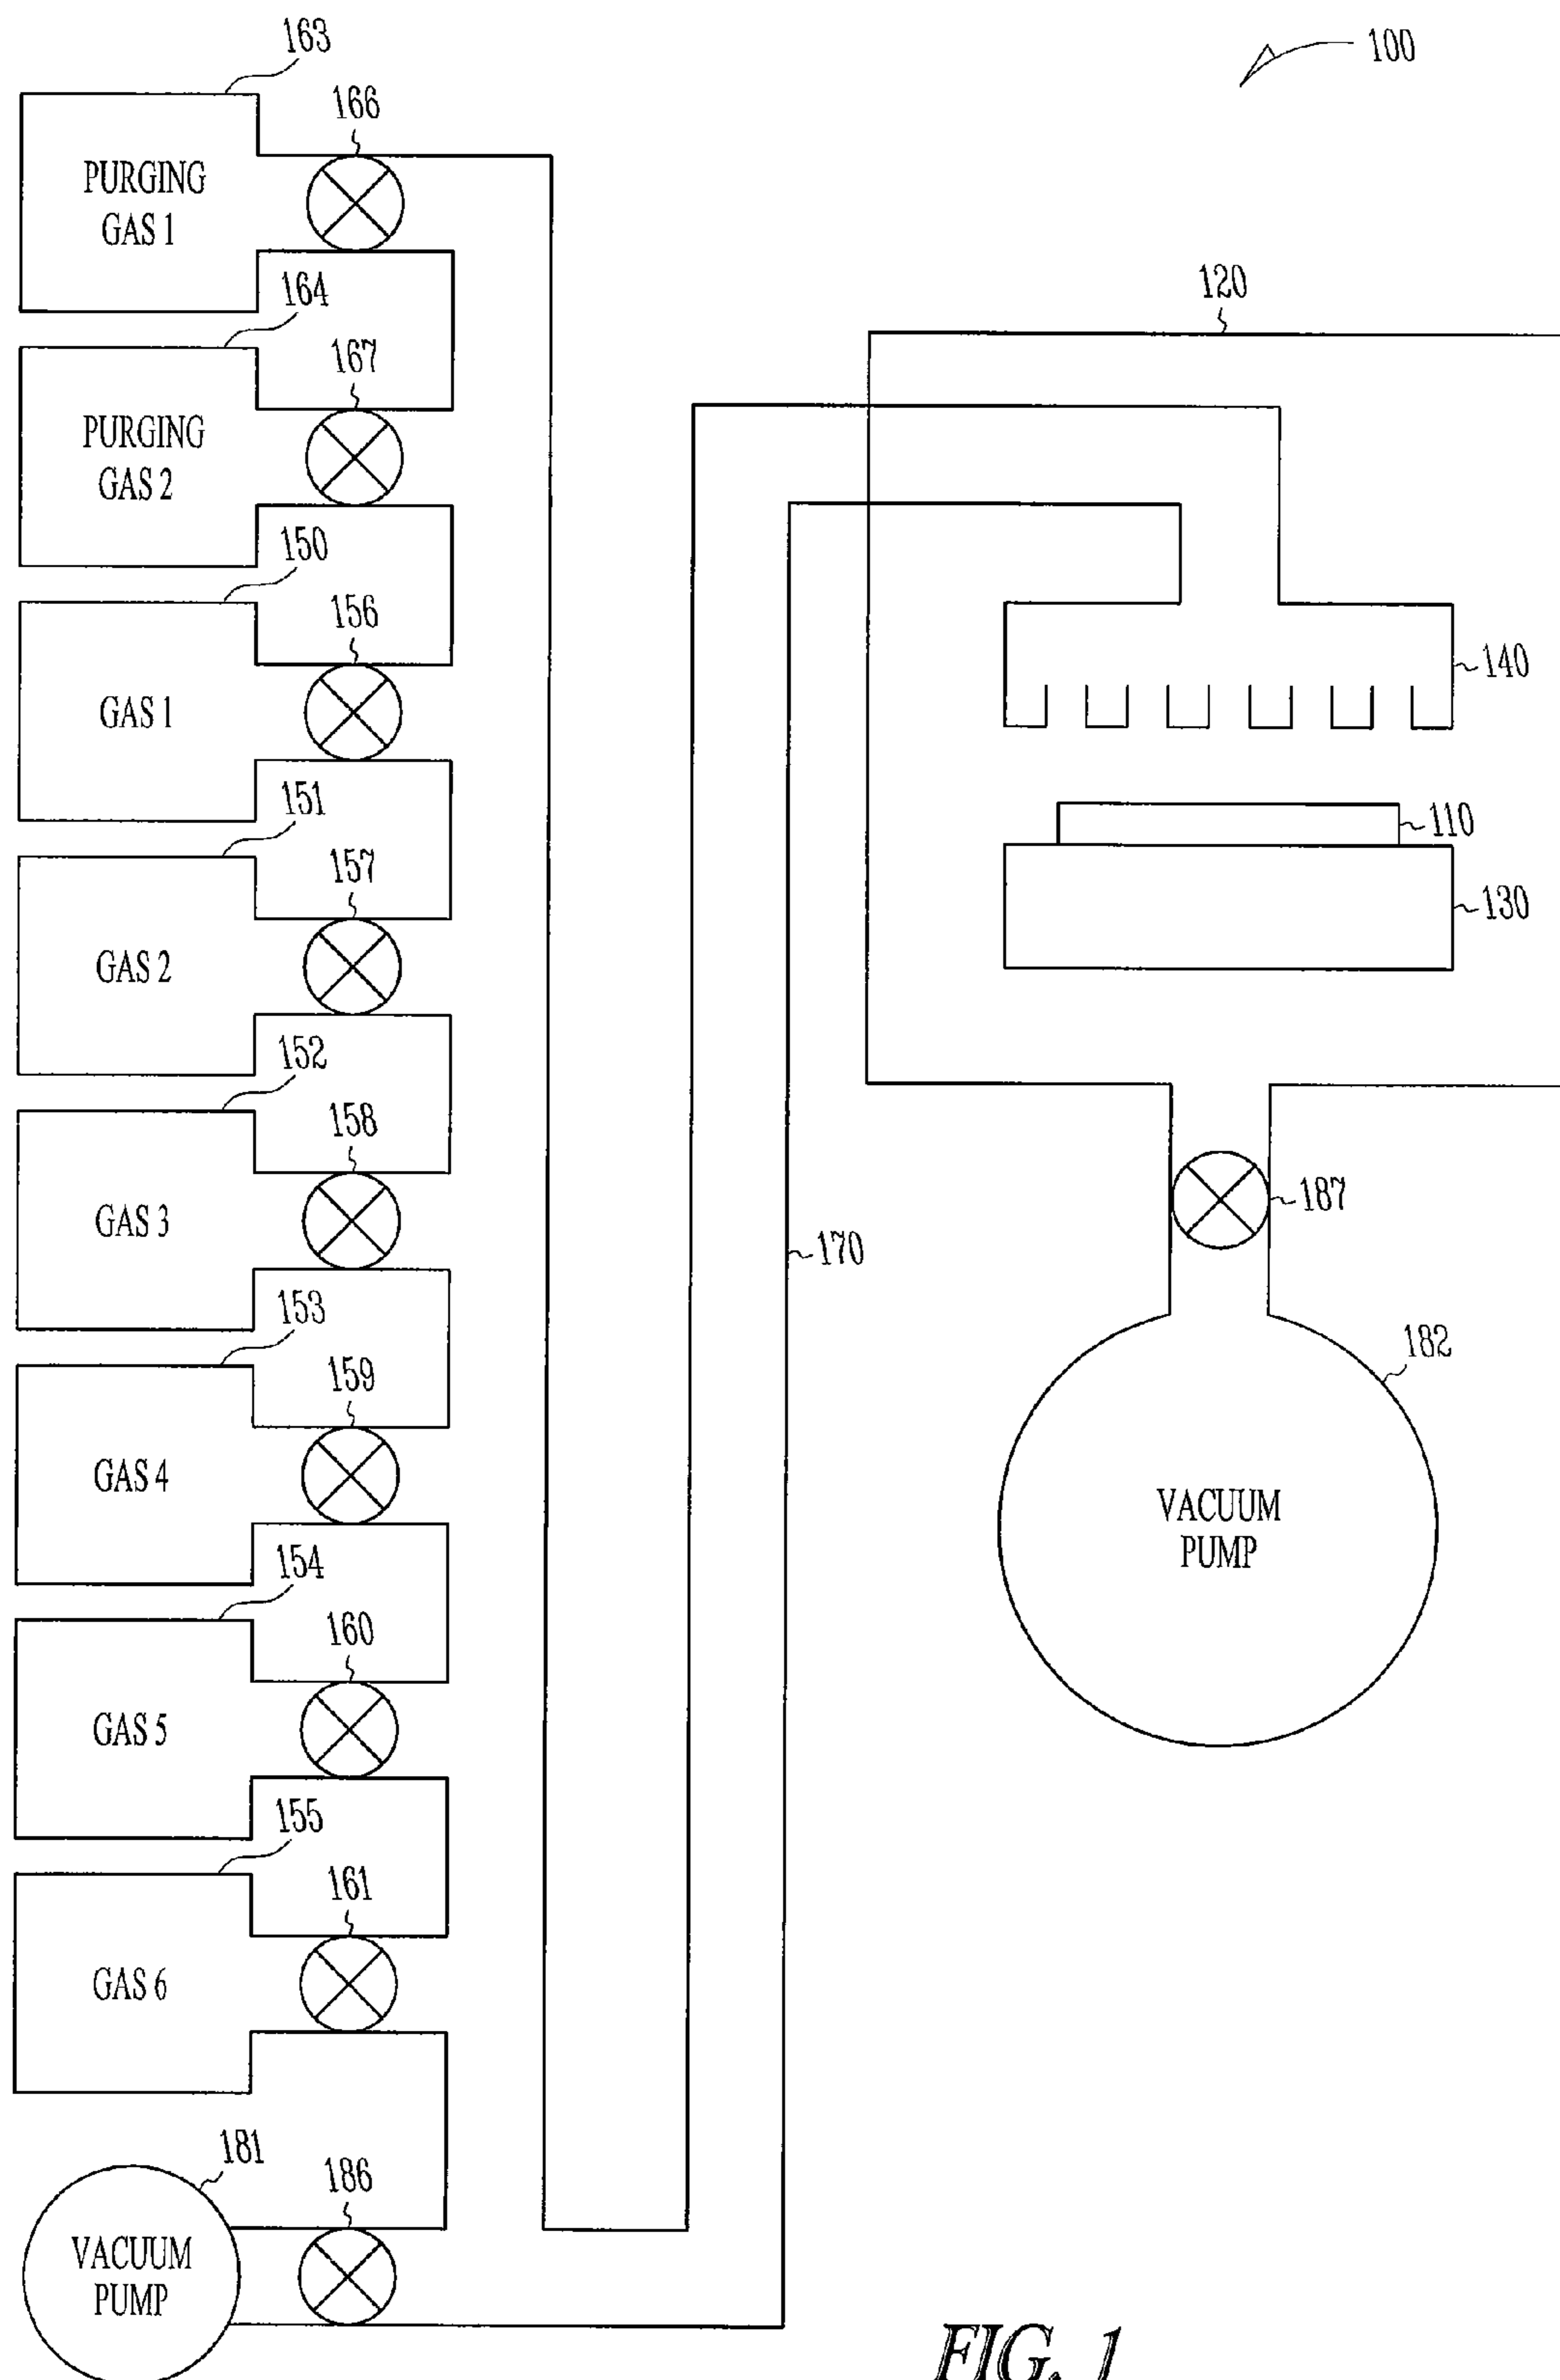 163
100
166
PURGING
GAS 1
164
120
167
PURGING
GAS 2
150
156
140
GAS 1
151
110
157
130
GAS 2
152
158
187
GAS 3
170
153
182
159
GAS 4
VACUUM
PUMP
154
160
GAS 5
155
161
GAS 6
181
186
VACUUM
PUMP
FIG. 1